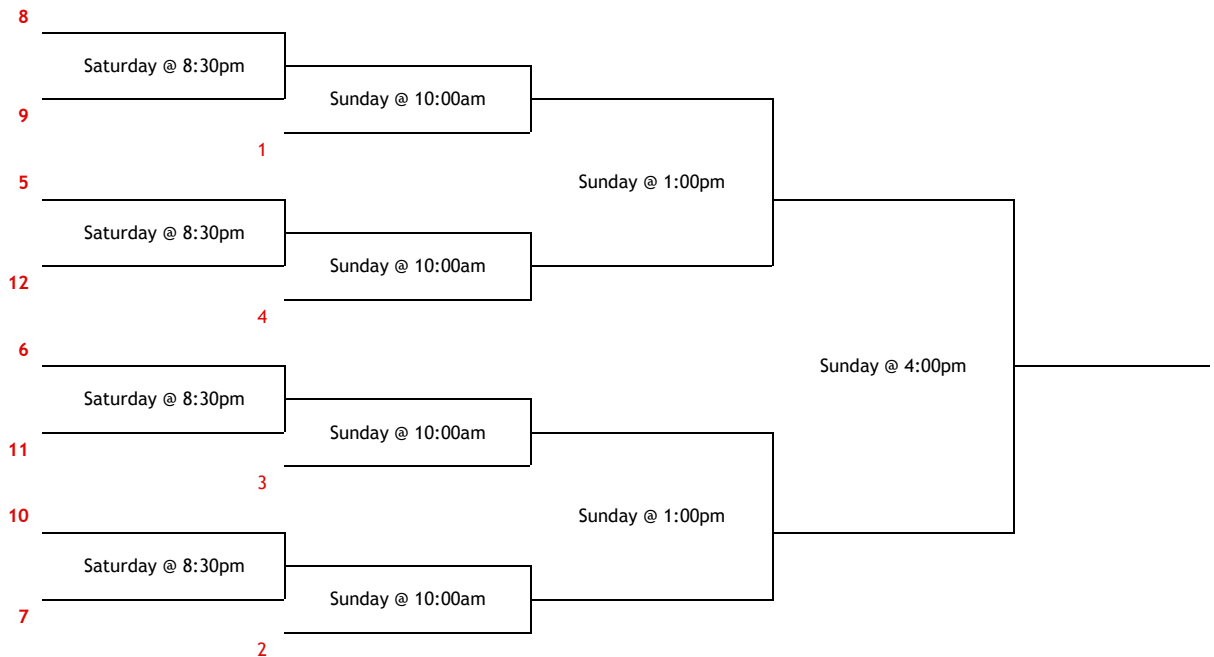 8
Saturday @ 8:30pm
Sunday @ 10:00am
9
1
5
Sunday @ 1:00pm
Saturday @ 8:30pm
Sunday @ 10:00am
12
4
6
Sunday @ 4:00pm
Saturday @ 8:30pm
Sunday @ 10:00am
11
3
10
Sunday @ 1:00pm
Saturday @ 8:30pm
Sunday @ 10:00am
7
2